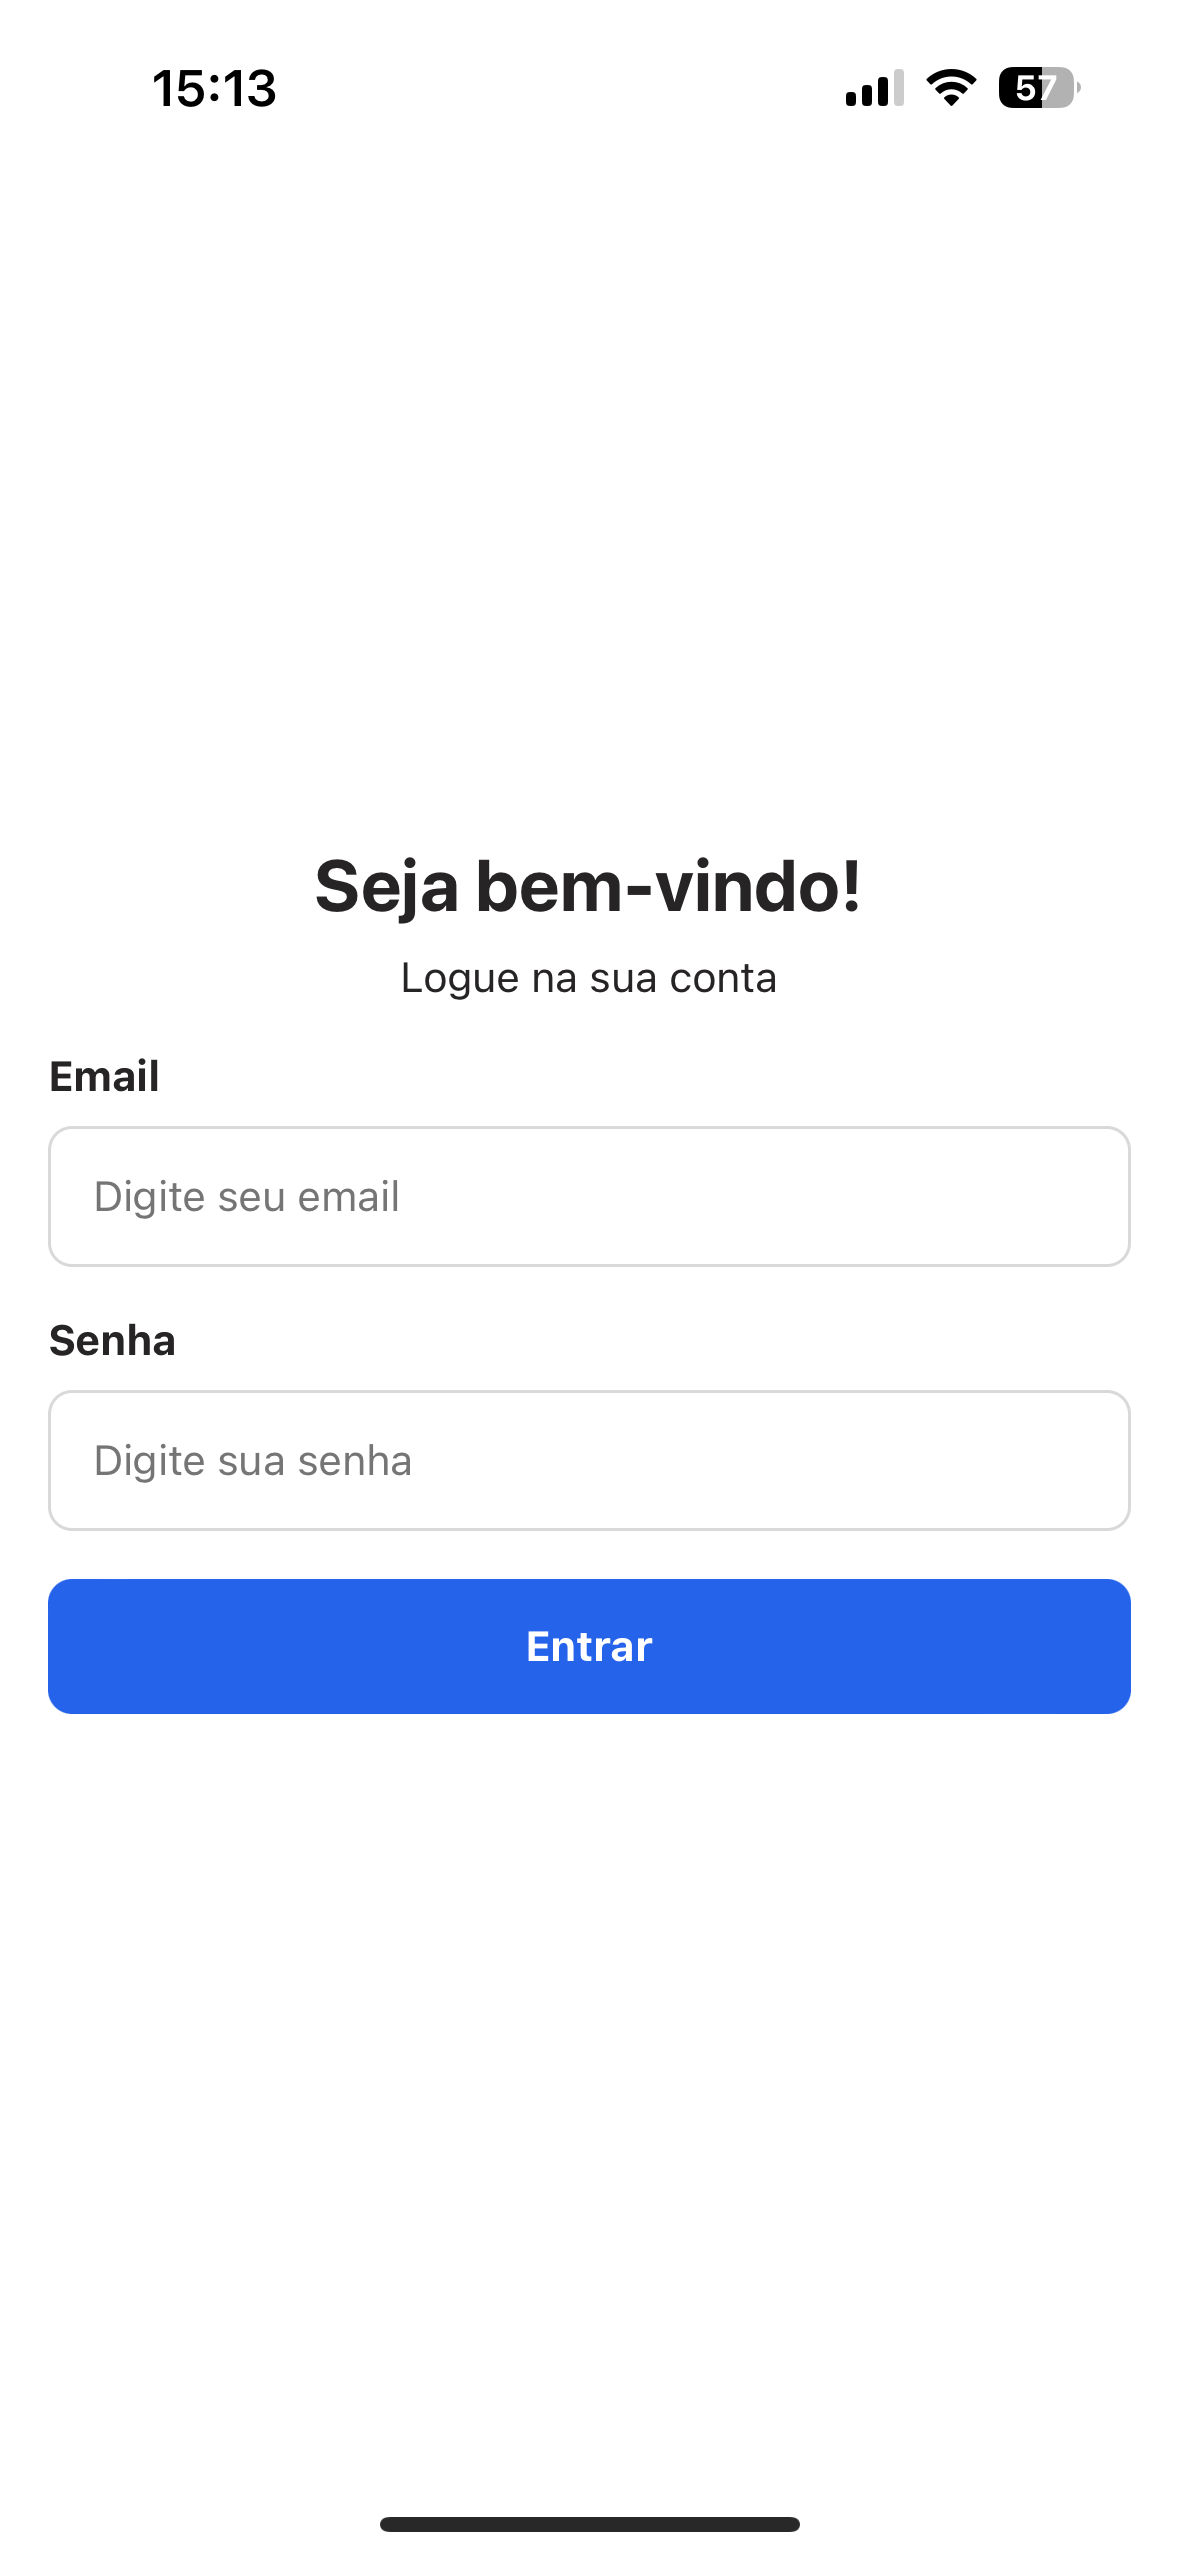 15:13
57
Seja bem-vindo!
Logue na sua conta
Email
Digite seu email
Senha
Digite sua senha
Entrar